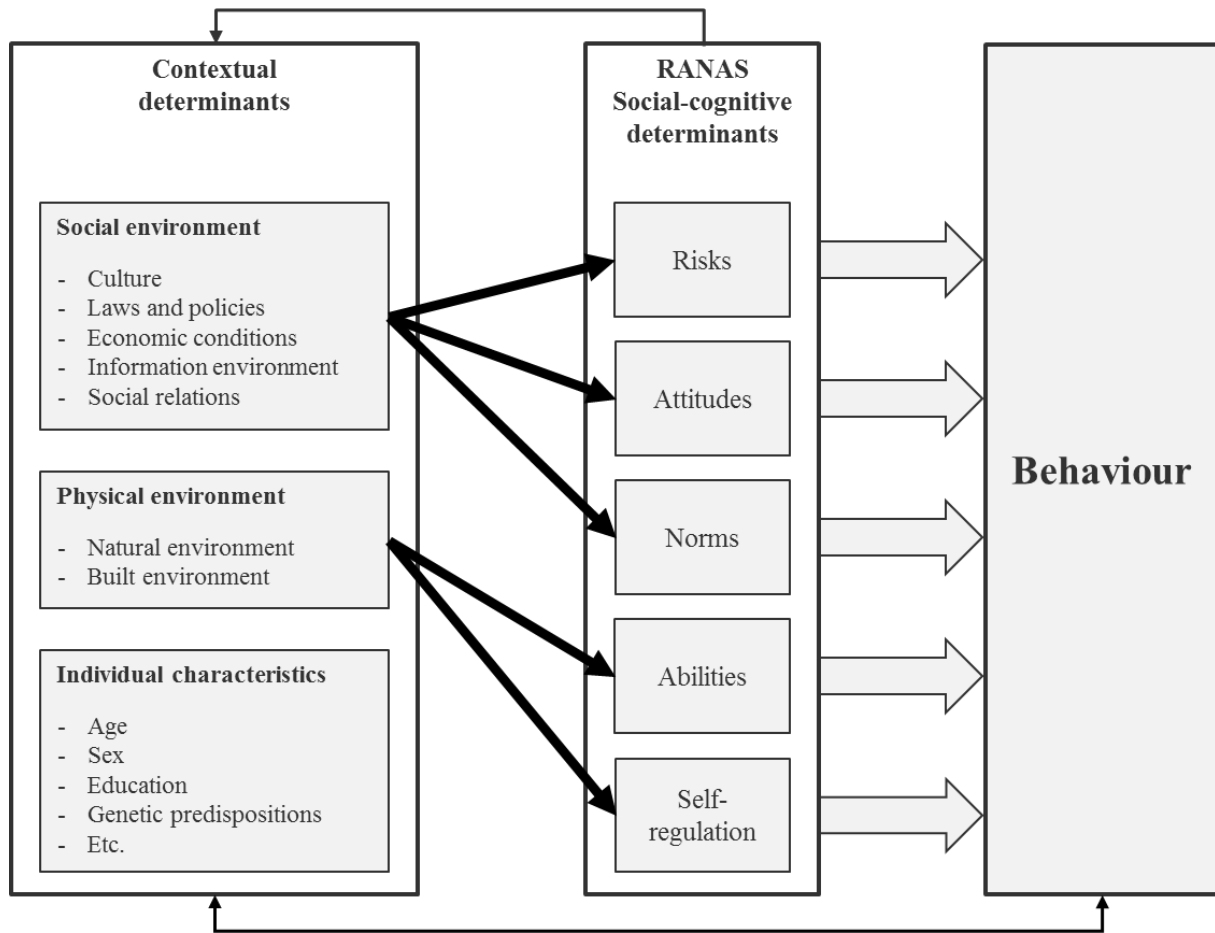 Contextual
determinants
Social environment
- Culture
- Laws and policies
- Economic conditions
- Information environment
- Social relations
Physical environment
- Natural environment
- Built environment
Individual characteristics
- Age
- Sex
- Education
- Genetic predispositions
- Etc.
RANAS
Social-cognitive
determinants
Risks
Attitudes
Norms
Abilities
Self-
regulation
Behaviour